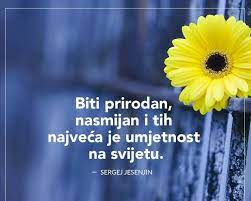 Biti prirodan,
nasmijan i tih
najveća je umjetnost
na svijetu.
— SERGEJ JESENJIN